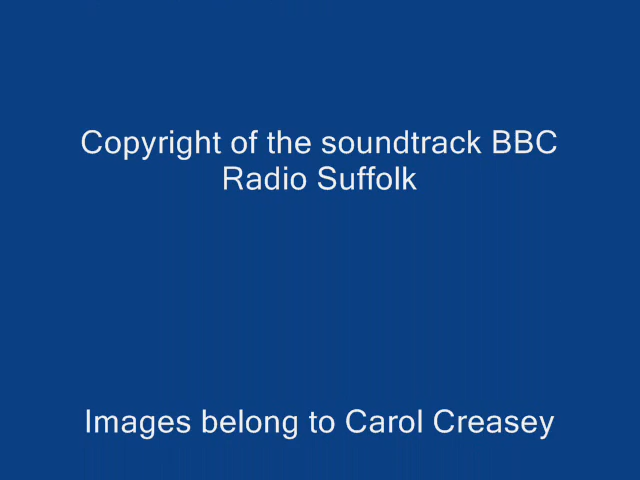 Copyright of the soundtrack BBC
Radio Suffolk
Images belong to Carol Creasey